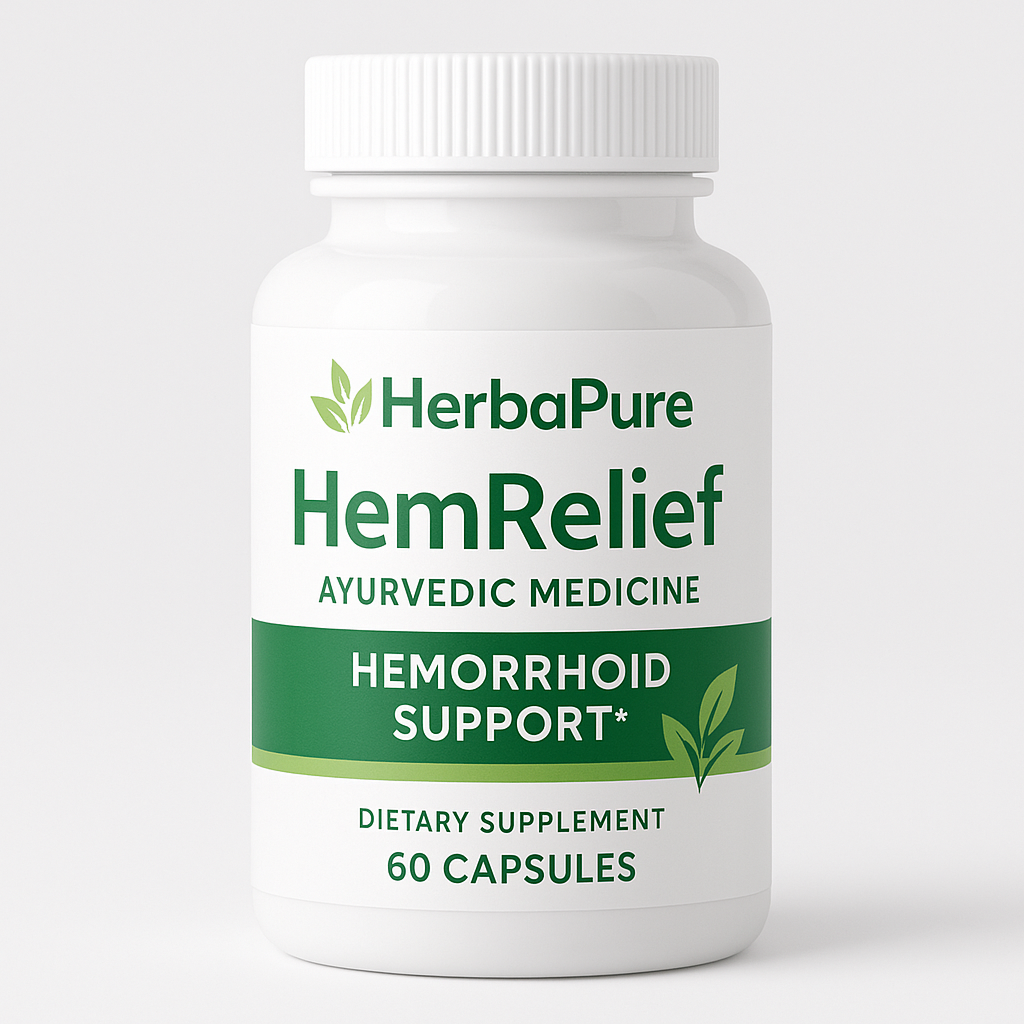 HerbaPure
HemRelief
AYURVEDIC MEDICINE
HEMORRHOID
SUPPORT*
DIETARY SUPPLEMENT
60 CAPSULES